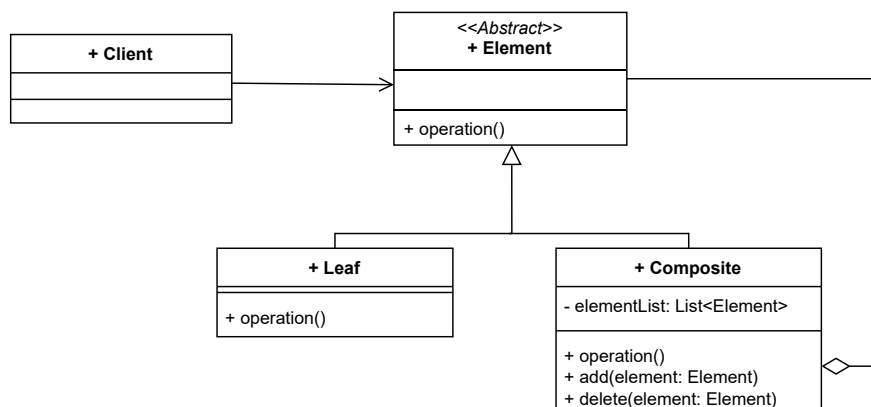 <<Abstract>>
+ Element
+ Client
+ operation()
+ Leaf
+ operation()
+ Composite
- elementList: List<Element>
+ operation()
+ add(element: Element)
+ delete(element: Element)